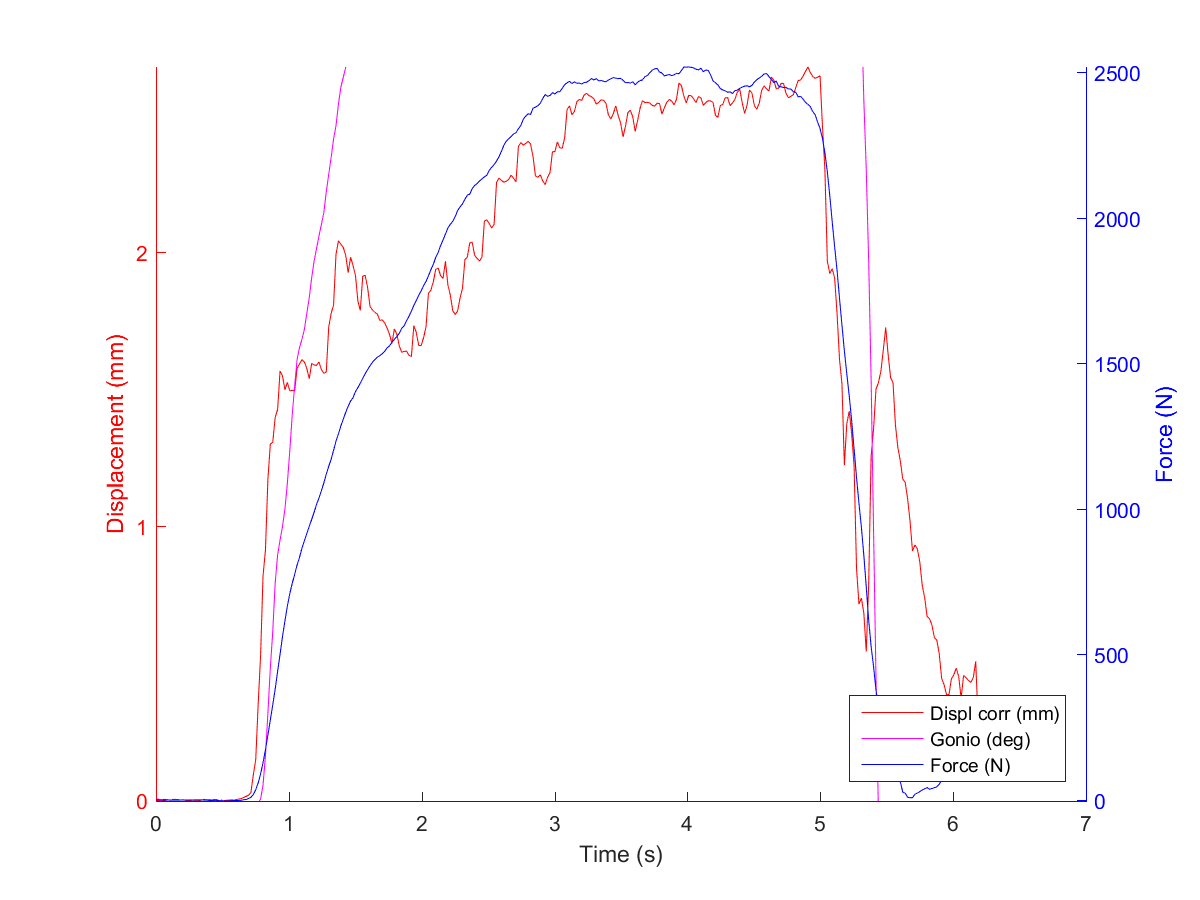 Displacement (mm)
2
1
0
2500
2000
1500
1000
500
0
Force (N)
Displ corr (mm)
Gonio (deg)
Force (N)
0 1 2 3 4 5 6 7
Time (s)